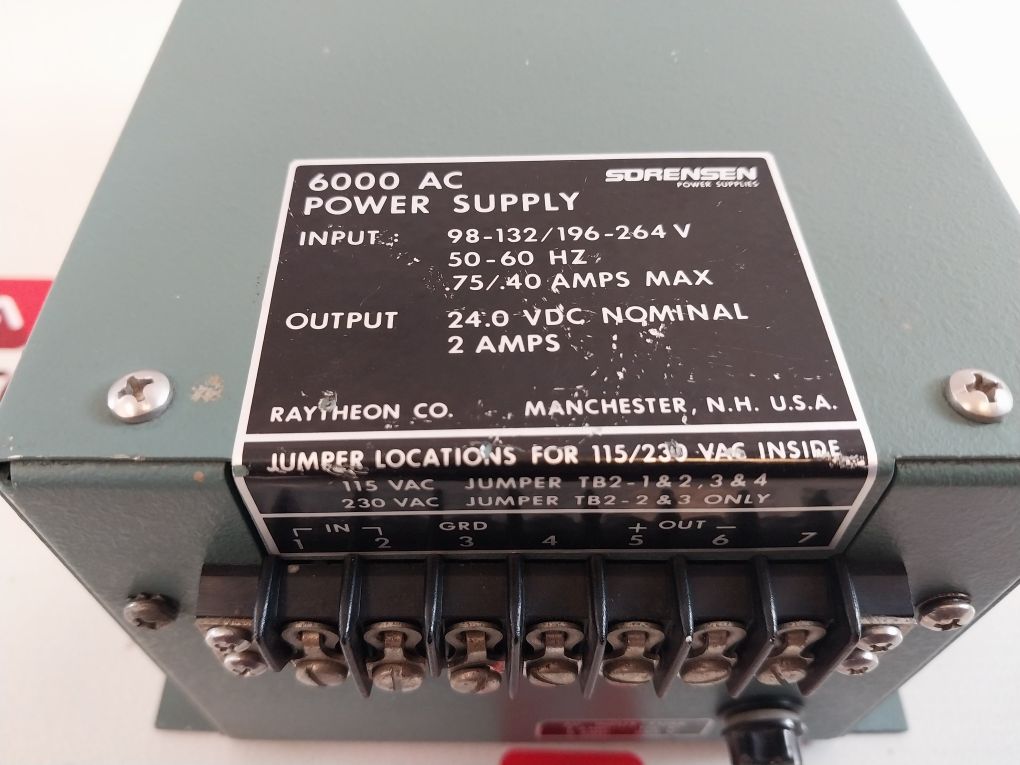 6000 AC
POWER SUPPLY
SORENSEN
POWER SUPPLIES
INPUT : 98-132/196-264 V
50-60 HZ
.75/.40 AMPS MAX
OUTPUT 24.0 VDC NOMINAL
2 AMPS
RAYTHEON CO. MANCHESTER, N.H. U.S.A.
JUMPER LOCATIONS FOR 115/230 VAC INSIDE
115 VAC JUMPER TB2-1 & 2, 3 & 4
230 VAC JUMPER TB2-2 & 3 ONLY
IN GRD + OUT −
1 2 3 4 5 6 7